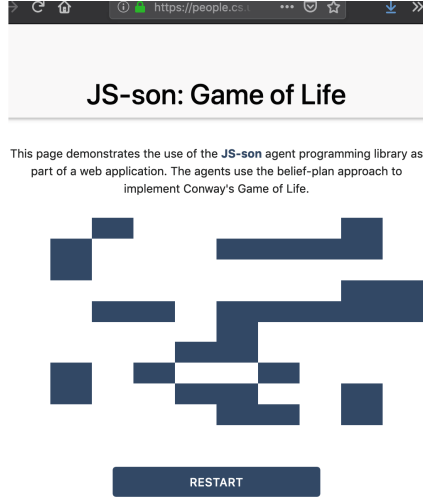 https://people.cs.
JS-son: Game of Life
This page demonstrates the use of the JS-son agent programming library as
part of a web application. The agents use the belief-plan approach to
implement Conway's Game of Life.
RESTART